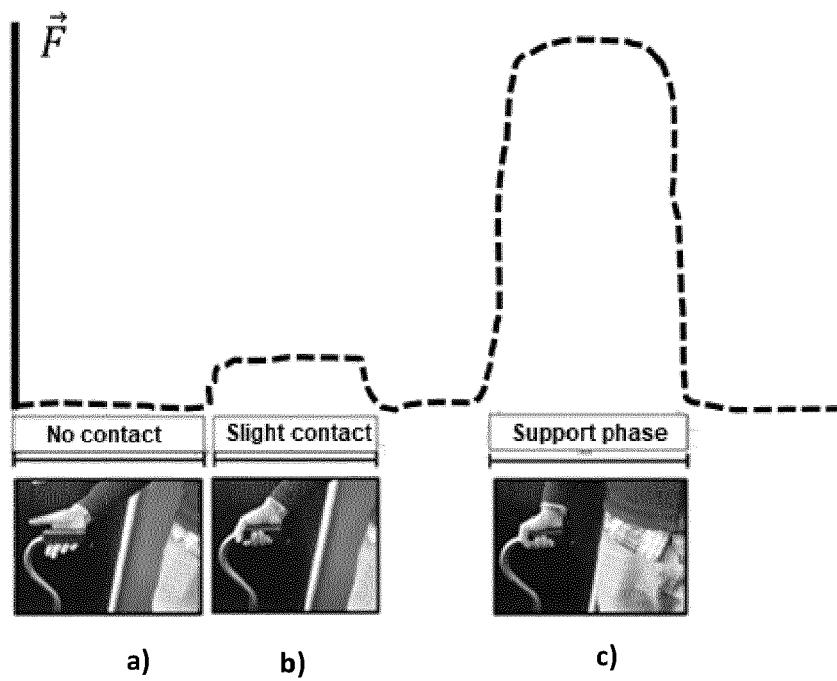 F
No contact
Slight contact
Support phase
a)
b)
c)